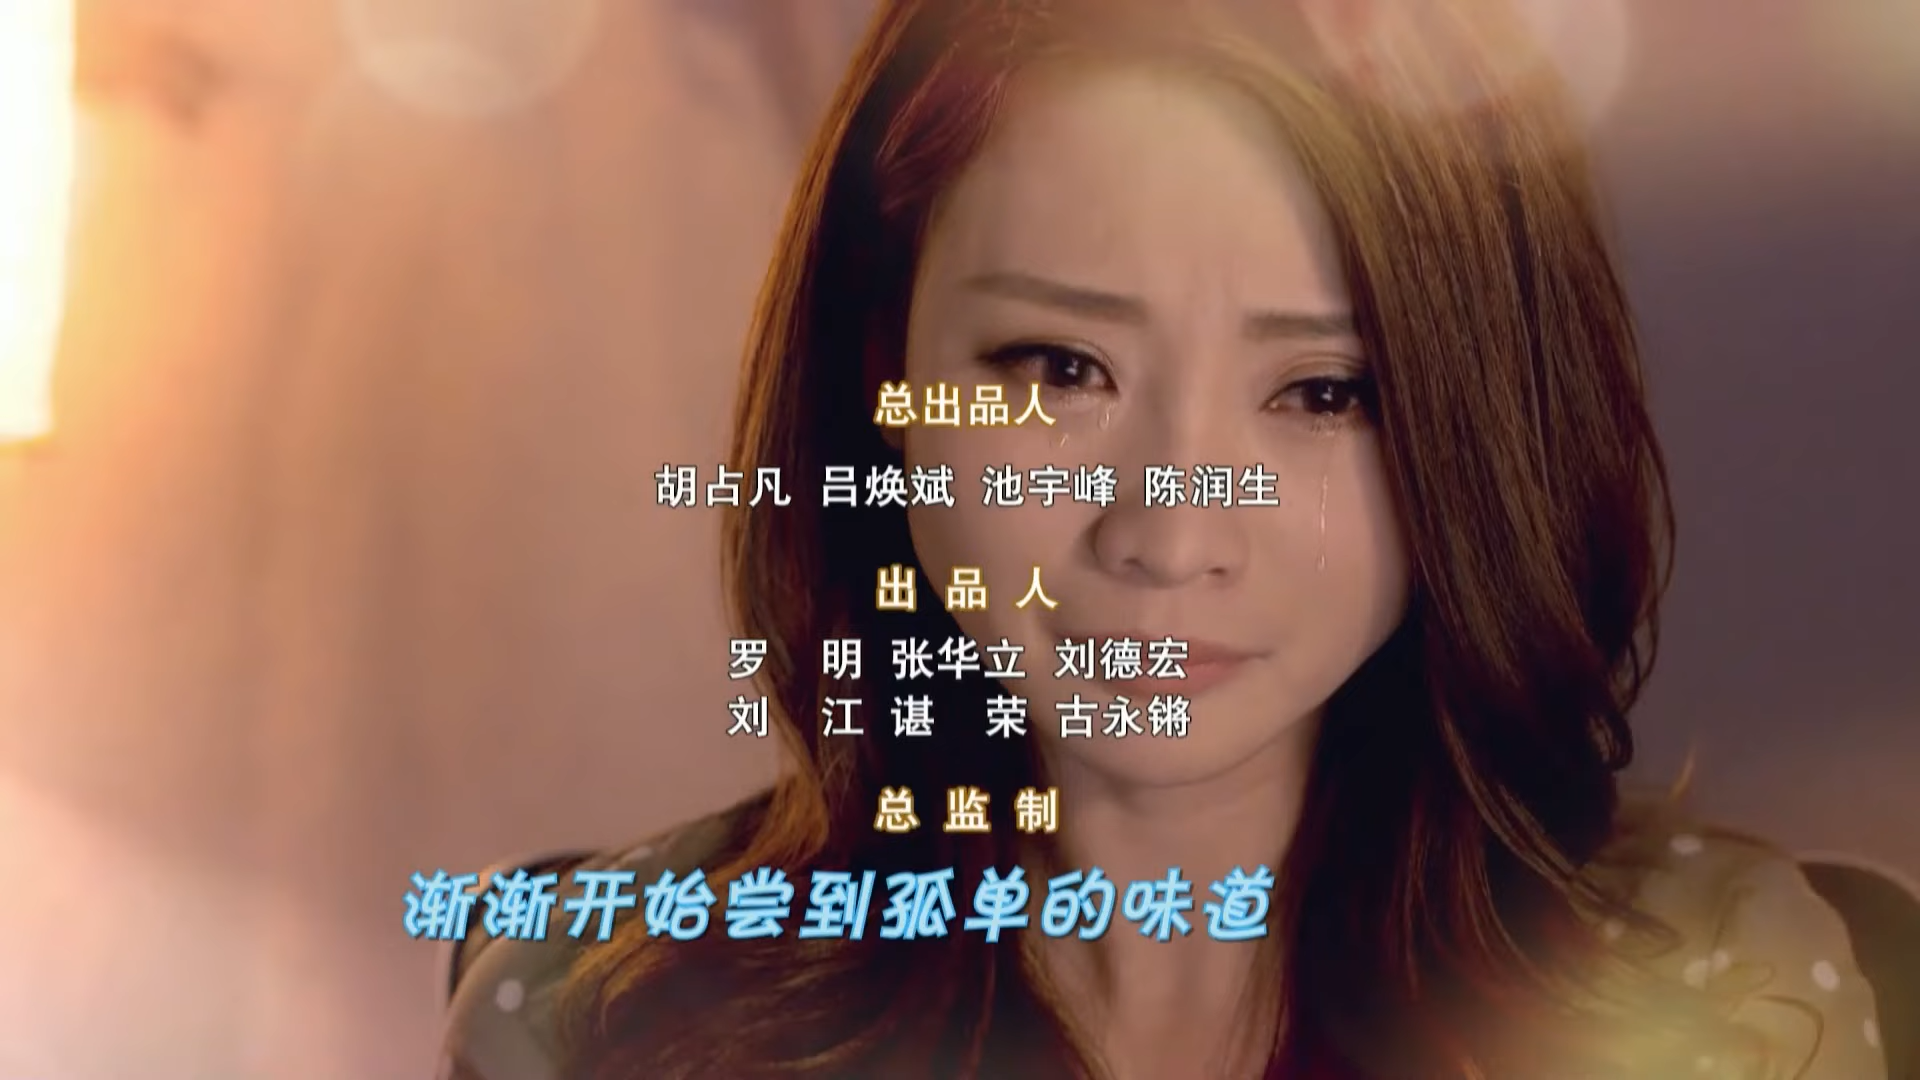 总出品人
胡占凡 吕焕斌 池宇峰 陈润生
出 品 人
罗　明 张华立 刘德宏
刘　江 谌　荣 古永锵
总 监 制
渐渐开始尝到孤单的味道